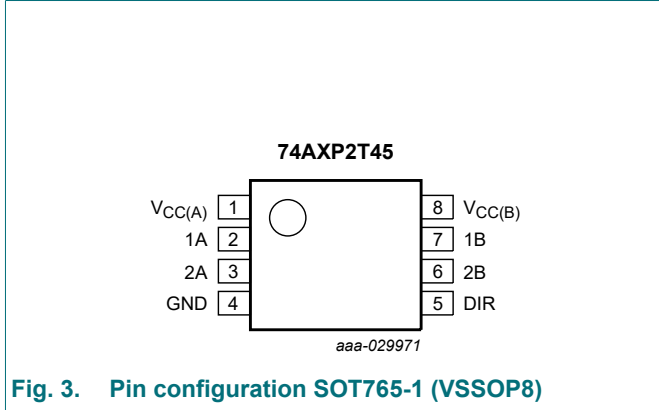 74AXP2T45
VCC(A) 1 8 VCC(B)
1A 2 7 1B
2A 3 6 2B
GND 4 5 DIR
aaa-029971
Fig. 3. Pin configuration SOT765-1 (VSSOP8)